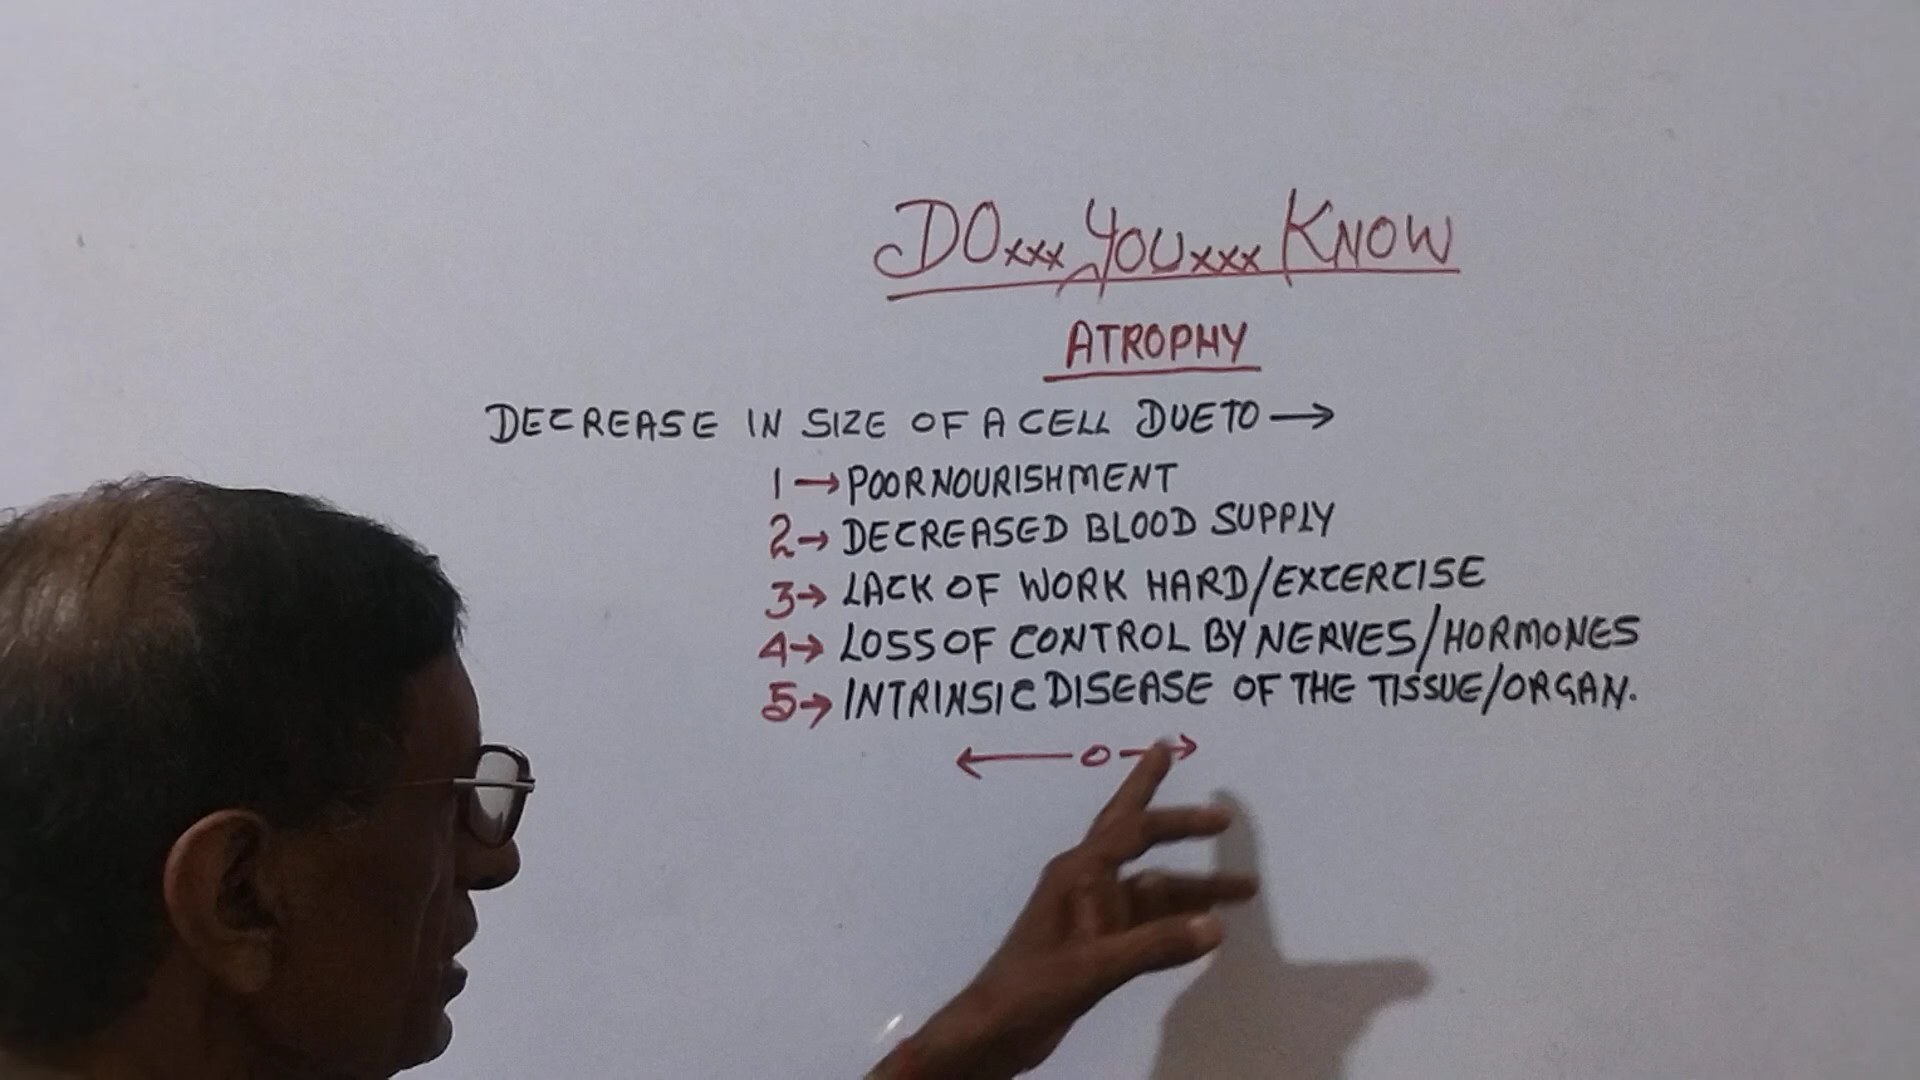 DOxxx YOUxxx KNOW
ATROPHY
DECREASE IN SIZE OF A CELL DUE TO →
1 → POOR NOURISHMENT
2 → DECREASED BLOOD SUPPLY
3 → LACK OF WORK HARD/EXCERCISE
4 → LOSS OF CONTROL BY NERVES/HORMONES
5 → INTRINSIC DISEASE OF THE TISSUE/ORGAN.